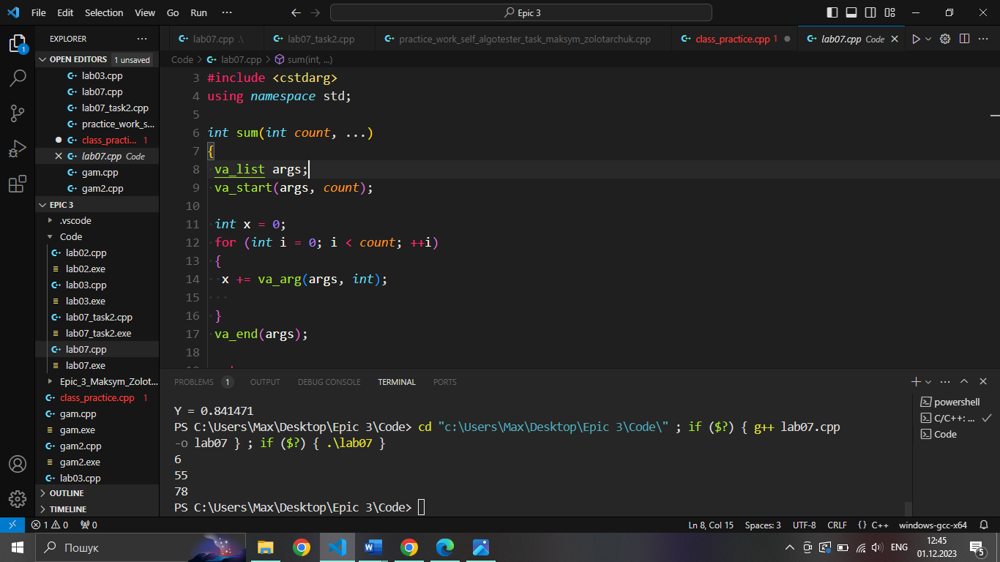 File Edit Selection View Go Run ···
Epic 3
EXPLORER ···
OPEN EDITORS 1 unsaved
lab03.cpp
lab07.cpp
lab07_task2.cpp
practice_work_s...
class_practi... 1
lab07.cpp Code
gam.cpp
gam2.cpp
EPIC 3
.vscode
Code
lab02.cpp
lab02.exe
lab03.cpp
lab03.exe
lab07_task2.cpp
lab07_task2.exe
lab07.cpp
lab07.exe
Epic_3_Maksym_Zolot...
class_practice.cpp 1
gam.cpp
gam.exe
gam2.cpp
gam2.exe
lab03.cpp
OUTLINE
TIMELINE
lab07.cpp .\ lab07_task2.cpp practice_work_self_algotester_task_maksym_zolotarchuk.cpp class_practice.cpp 1 lab07.cpp Code
Code > lab07.cpp > sum(int, ...)
3 #include <cstdarg>
4 using namespace std;
5
6 int sum(int count, ...)
7 {
8 va_list args;
9 va_start(args, count);
10
11 int x = 0;
12 for (int i = 0; i < count; ++i)
13 {
14 x += va_arg(args, int);
15
16 }
17 va_end(args);
18
PROBLEMS 1 OUTPUT DEBUG CONSOLE TERMINAL PORTS
Y = 0.841471
PS C:\Users\Max\Desktop\Epic 3\Code> cd "c:\Users\Max\Desktop\Epic 3\Code\" ; if ($?) { g++ lab07.cpp
-o lab07 } ; if ($?) { .\lab07 }
6
55
78
PS C:\Users\Max\Desktop\Epic 3\Code>
powershell
C/C++: ...
Code
1 0 0 Ln 8, Col 15 Spaces: 3 UTF-8 CRLF {} C++ windows-gcc-x64
Пошук
ENG
12:45
01.12.2023
5